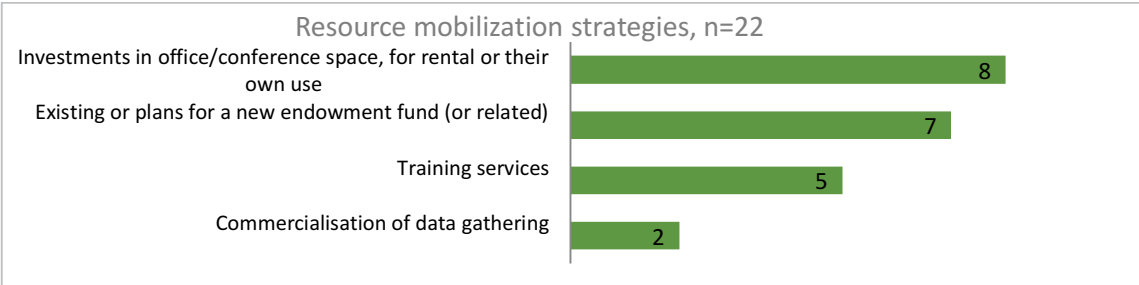 Resource mobilization strategies, n=22
Investments in office/conference space, for rental or their
own use
8
Existing or plans for a new endowment fund (or related)
7
Training services
5
Commercialisation of data gathering
2